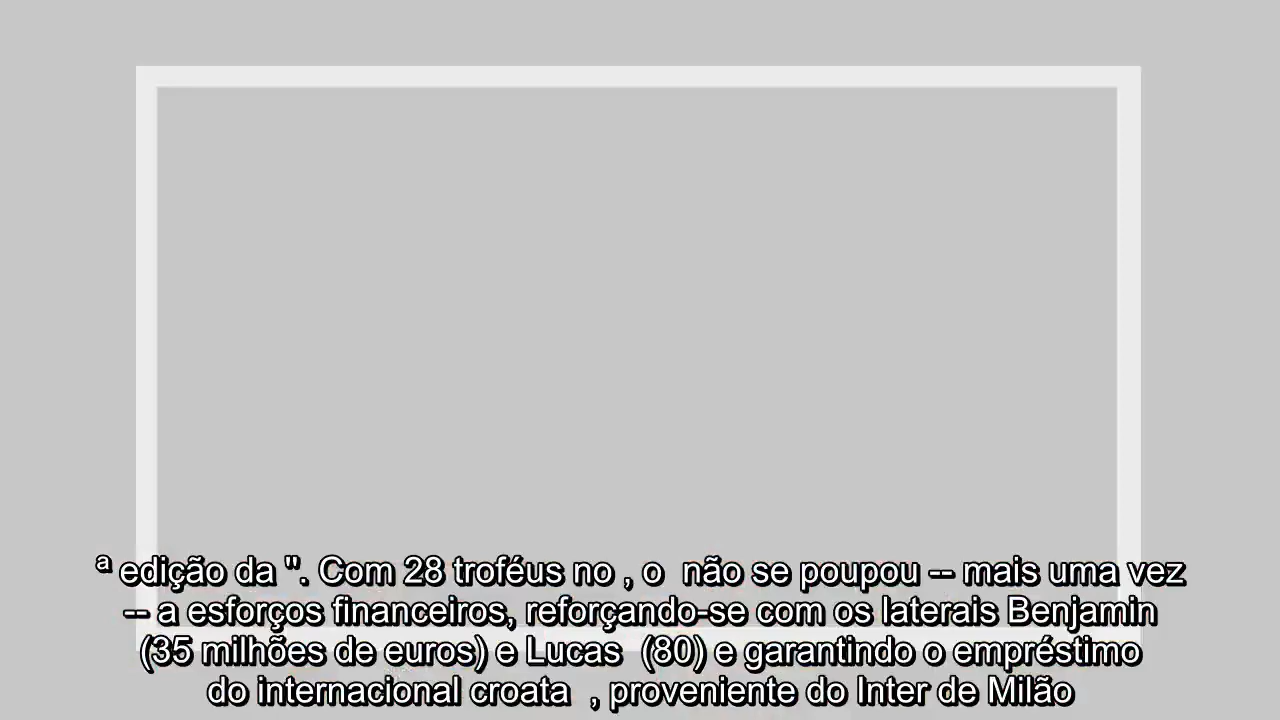 ª edição da ". Com 28 troféus no , o  não se poupou -- mais uma vez
-- a esforços financeiros, reforçando-se com os laterais Benjamin
(35 milhões de euros) e Lucas  (80) e garantindo o empréstimo
do internacional croata  , proveniente do Inter de Milão